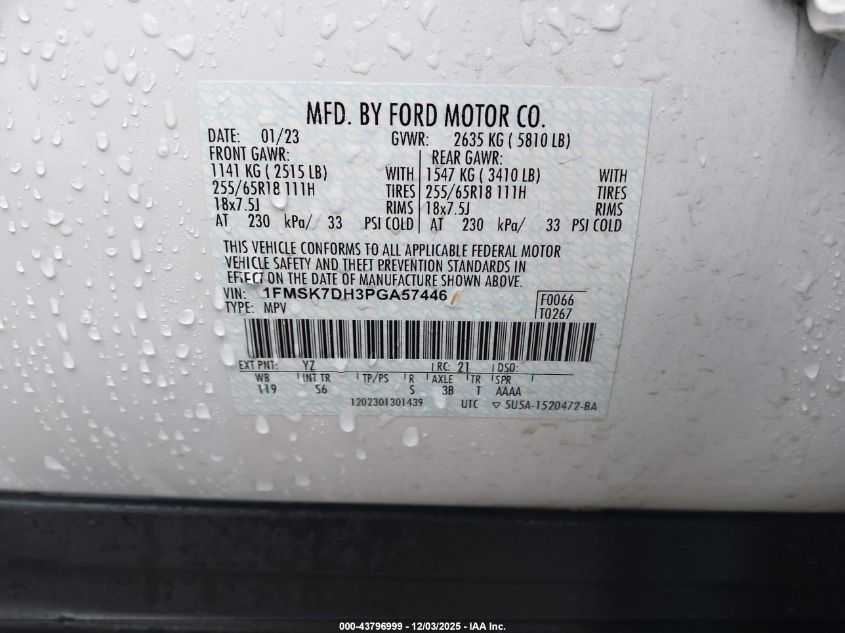 MFD. BY FORD MOTOR CO.
DATE: 01/23 GVWR: 2635 KG ( 5810 LB)
FRONT GAWR: REAR GAWR:
1141 KG ( 2515 LB) WITH 1547 KG ( 3410 LB) WITH
255/65R18 111H TIRES 255/65R18 111H TIRES
18x7.5J RIMS 18x7.5J RIMS
AT 230 kPa/ 33 PSI COLD AT 230 kPa/ 33 PSI COLD
THIS VEHICLE CONFORMS TO ALL APPLICABLE FEDERAL MOTOR
VEHICLE SAFETY AND THEFT PREVENTION STANDARDS IN
EFFECT ON THE DATE OF MANUFACTURE SHOWN ABOVE.
VIN: 1FMSK7DH3PGA57446 F0066
TYPE: MPV T0267
EXT PNT: YZ RC: 21 DSO:
WB INT TR TP/PS R AXLE TR SPR
119 56 S 3B T AAAA
1202301301439 UTC ▽ 5U5A-1520472-BA
000-43796999 - 12/03/2025 - IAA Inc.